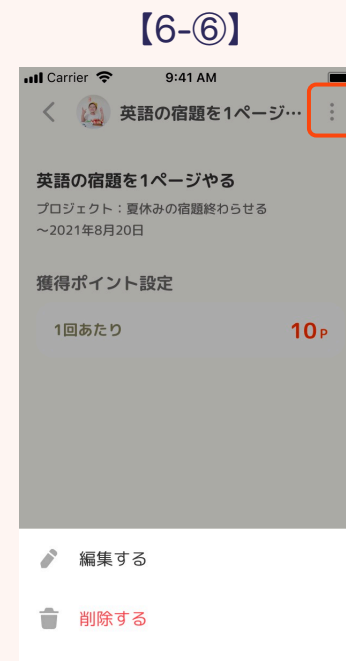 【6-⑥】
Carrier 9:41 AM
英語の宿題を1ページ…
英語の宿題を1ページやる
プロジェクト：夏休みの宿題終わらせる
〜2021年8月20日
獲得ポイント設定
1回あたり 10P
編集する
削除する